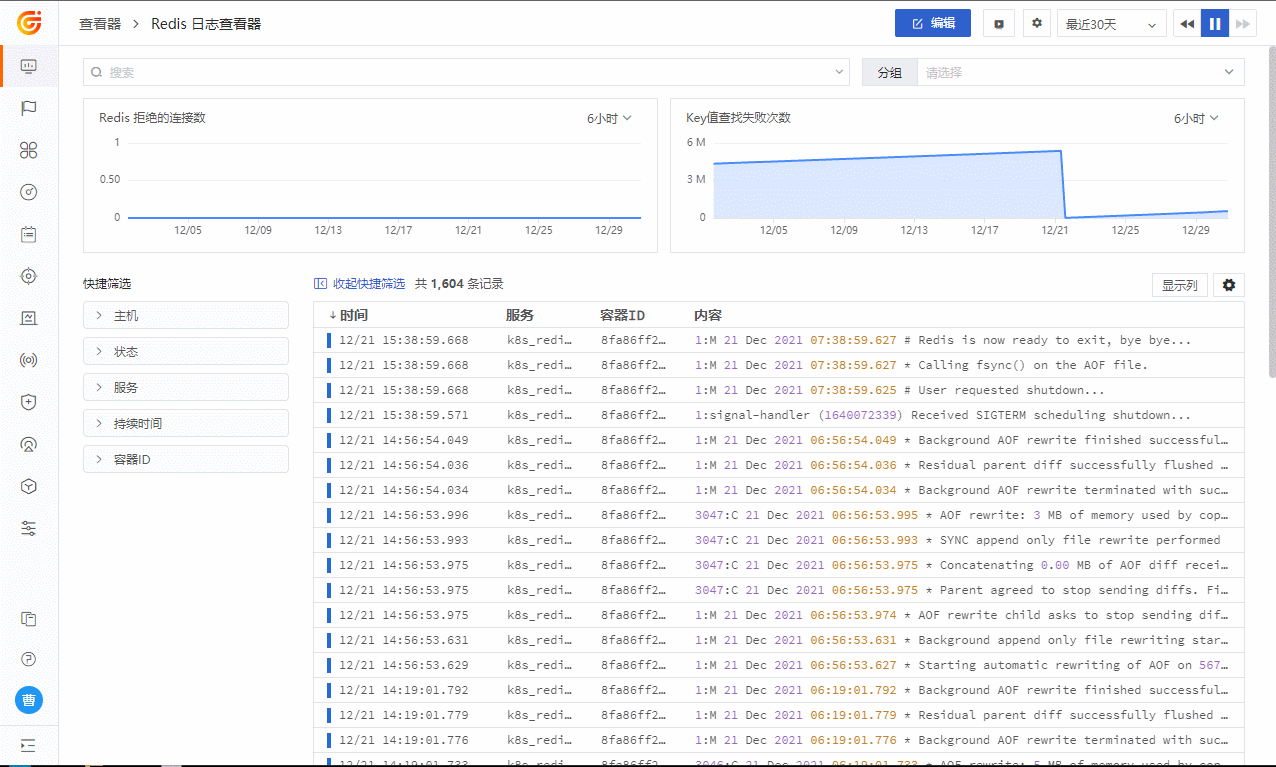 查看器 > Redis 日志查看器
编辑
最近30天
搜索
分组 请选择
Redis 拒绝的连接数 6小时
1
0.50
0
12/05 12/09 12/13 12/17 12/21 12/25 12/29
Key值查找失败次数 6小时
6 M
3 M
0
12/05 12/09 12/13 12/17 12/21 12/25 12/29
快捷筛选
主机
状态
服务
持续时间
容器ID
收起快捷筛选 共 1,604 条记录
显示列
↓时间 服务 容器ID 内容
12/21 15:38:59.668 k8s_redi… 8fa86ff2… 1:M 21 Dec 2021 07:38:59.627 # Redis is now ready to exit, bye bye...
12/21 15:38:59.668 k8s_redi… 8fa86ff2… 1:M 21 Dec 2021 07:38:59.627 * Calling fsync() on the AOF file.
12/21 15:38:59.668 k8s_redi… 8fa86ff2… 1:M 21 Dec 2021 07:38:59.625 # User requested shutdown...
12/21 15:38:59.571 k8s_redi… 8fa86ff2… 1:signal-handler (1640072339) Received SIGTERM scheduling shutdown...
12/21 14:56:54.049 k8s_redi… 8fa86ff2… 1:M 21 Dec 2021 06:56:54.049 * Background AOF rewrite finished successful…
12/21 14:56:54.036 k8s_redi… 8fa86ff2… 1:M 21 Dec 2021 06:56:54.036 * Residual parent diff successfully flushed …
12/21 14:56:54.034 k8s_redi… 8fa86ff2… 1:M 21 Dec 2021 06:56:54.034 * Background AOF rewrite terminated with suc…
12/21 14:56:53.996 k8s_redi… 8fa86ff2… 3047:C 21 Dec 2021 06:56:53.995 * AOF rewrite: 3 MB of memory used by cop…
12/21 14:56:53.993 k8s_redi… 8fa86ff2… 3047:C 21 Dec 2021 06:56:53.993 * SYNC append only file rewrite performed
12/21 14:56:53.975 k8s_redi… 8fa86ff2… 3047:C 21 Dec 2021 06:56:53.975 * Concatenating 0.00 MB of AOF diff recei…
12/21 14:56:53.975 k8s_redi… 8fa86ff2… 3047:C 21 Dec 2021 06:56:53.975 * Parent agreed to stop sending diffs. Fi…
12/21 14:56:53.975 k8s_redi… 8fa86ff2… 1:M 21 Dec 2021 06:56:53.974 * AOF rewrite child asks to stop sending dif…
12/21 14:56:53.631 k8s_redi… 8fa86ff2… 1:M 21 Dec 2021 06:56:53.631 * Background append only file rewriting star…
12/21 14:56:53.629 k8s_redi… 8fa86ff2… 1:M 21 Dec 2021 06:56:53.627 * Starting automatic rewriting of AOF on 567…
12/21 14:19:01.792 k8s_redi… 8fa86ff2… 1:M 21 Dec 2021 06:19:01.792 * Background AOF rewrite finished successful…
12/21 14:19:01.779 k8s_redi… 8fa86ff2… 1:M 21 Dec 2021 06:19:01.779 * Residual parent diff successfully flushed …
12/21 14:19:01.776 k8s_redi… 8fa86ff2… 1:M 21 Dec 2021 06:19:01.776 * Background AOF rewrite terminated with suc…
12/21 14:19:01.733 k8s_redi… 8fa86ff2… 3046:C 21 Dec 2021 06:19:01.733 * AOF rewrite: 5 MB of memory used by cop…
曹